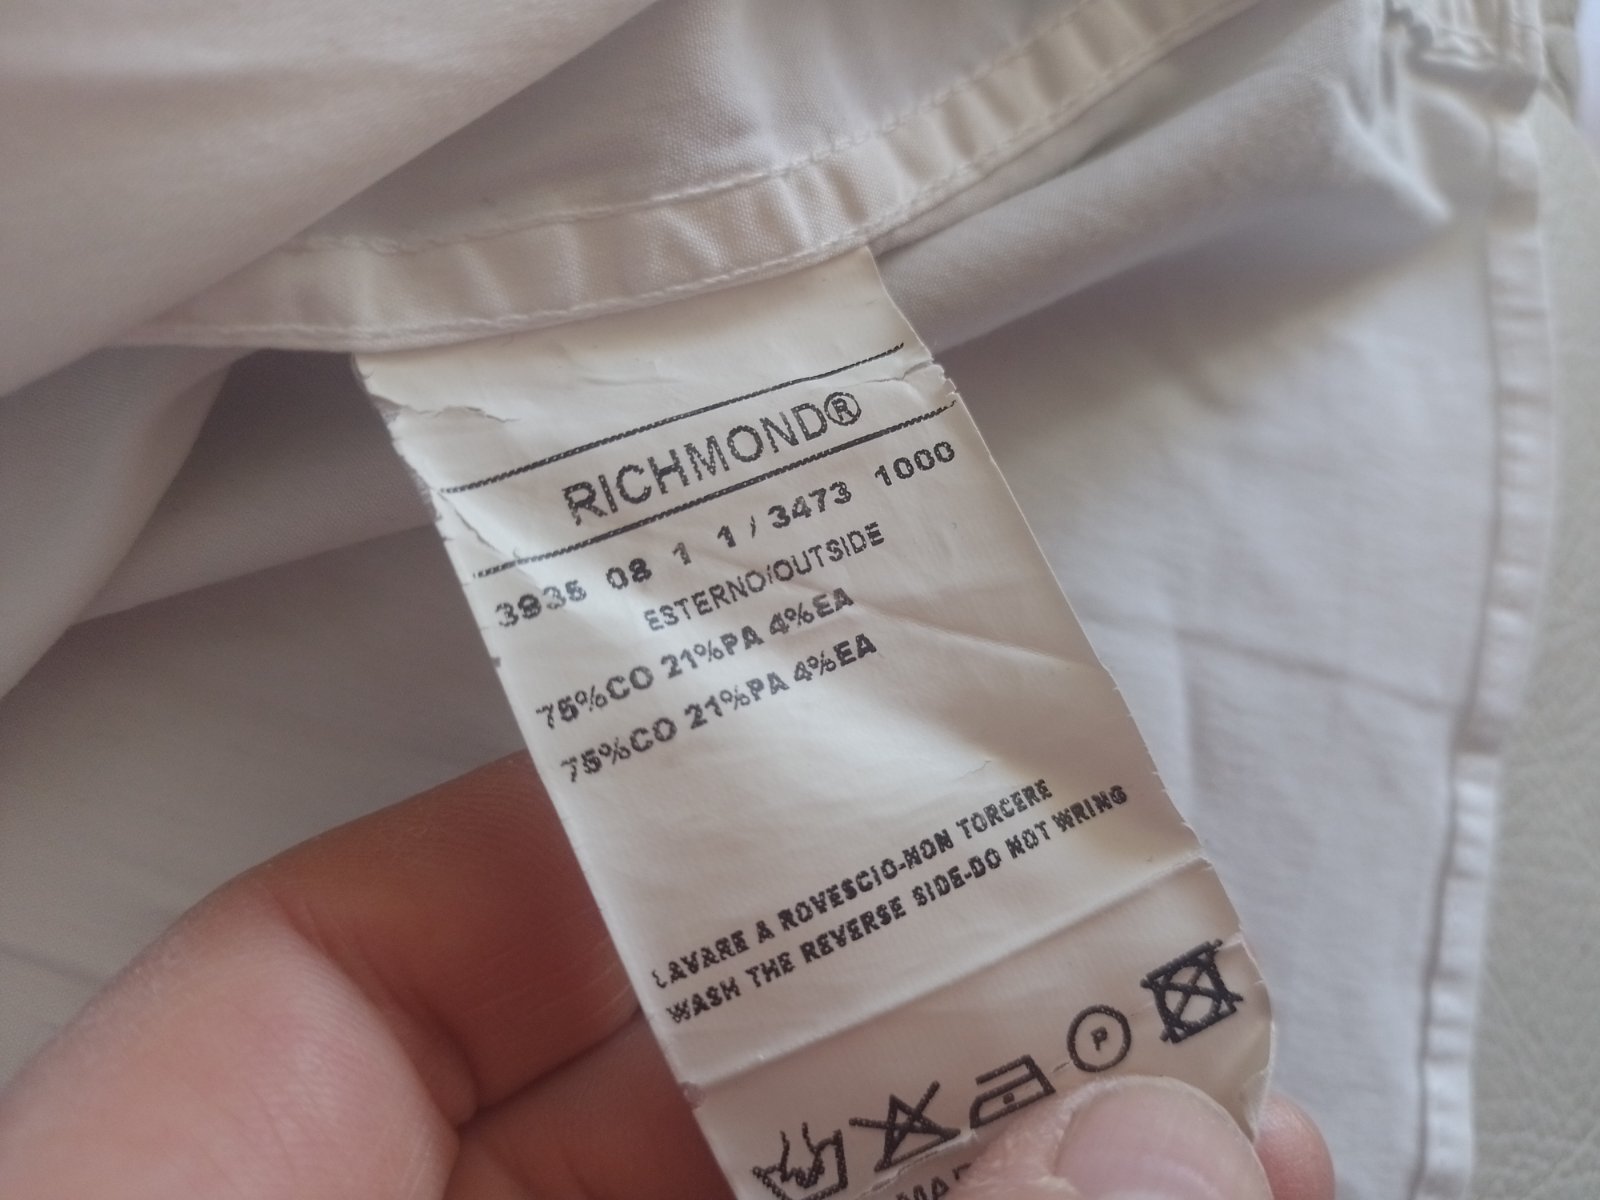 RICHMOND®
3935 08 1 1 / 3473 1000
ESTERNO/OUTSIDE
75%CO 21%PA 4%EA
75%CO 21%PA 4%EA
LAVARE A ROVESCIO-NON TORCERE
WASH THE REVERSE SIDE-DO NOT WRING
P